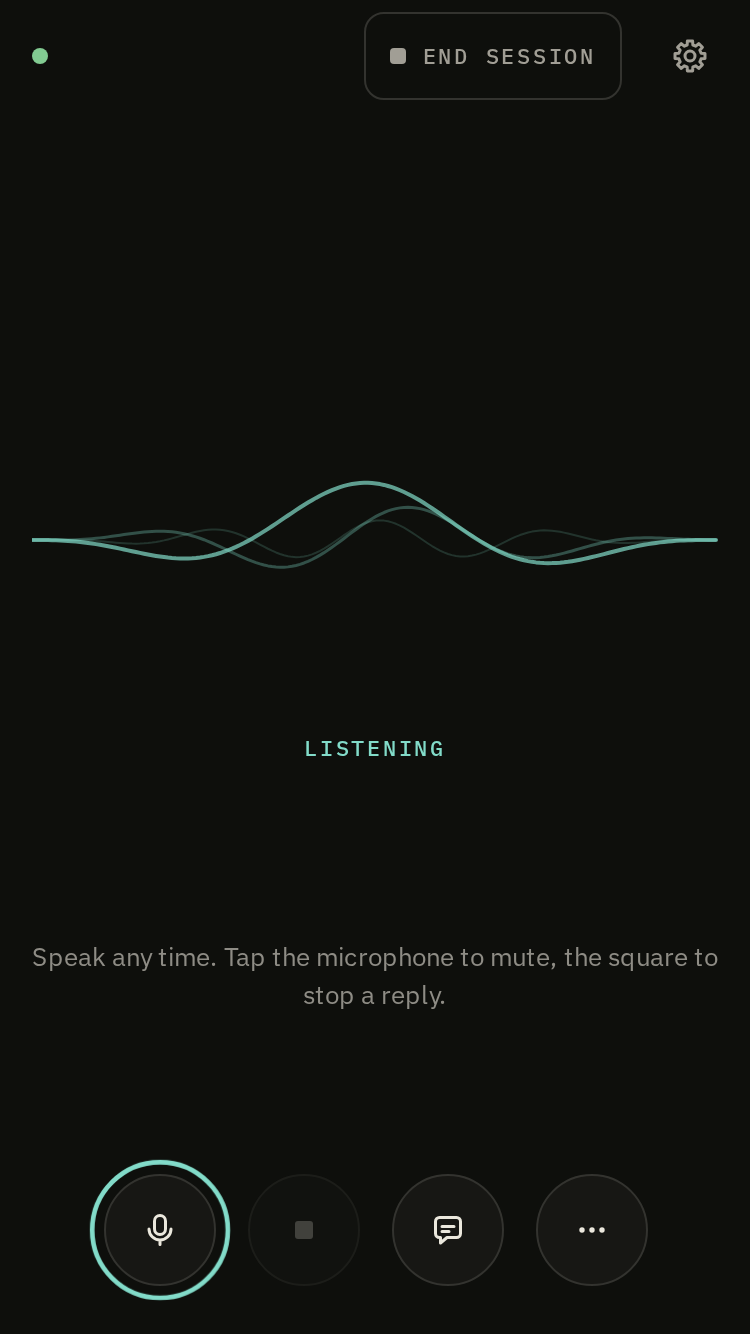 END SESSION
LISTENING
Speak any time. Tap the microphone to mute, the square to
stop a reply.